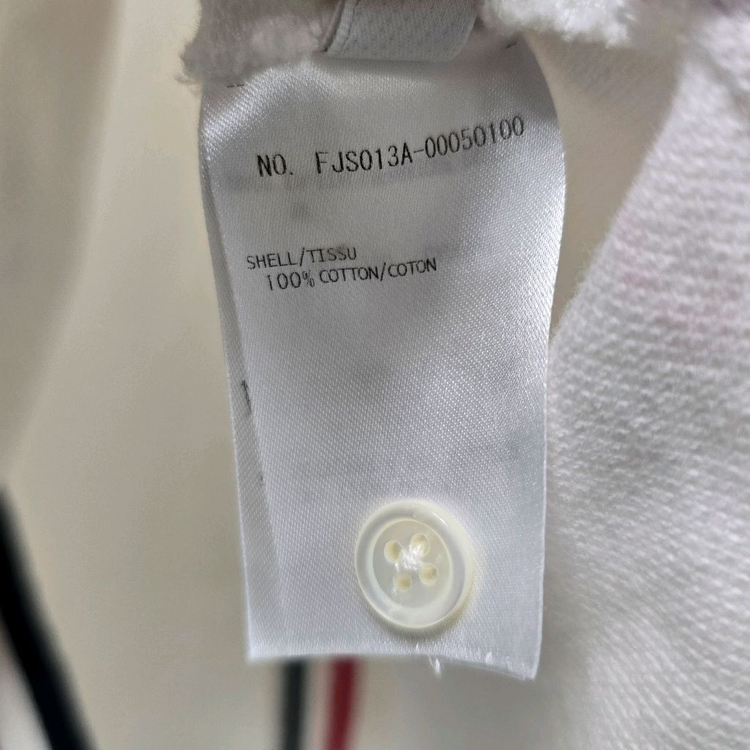 NO. FJS013A-00050100
SHELL/TISSU
100% COTTON/COTON